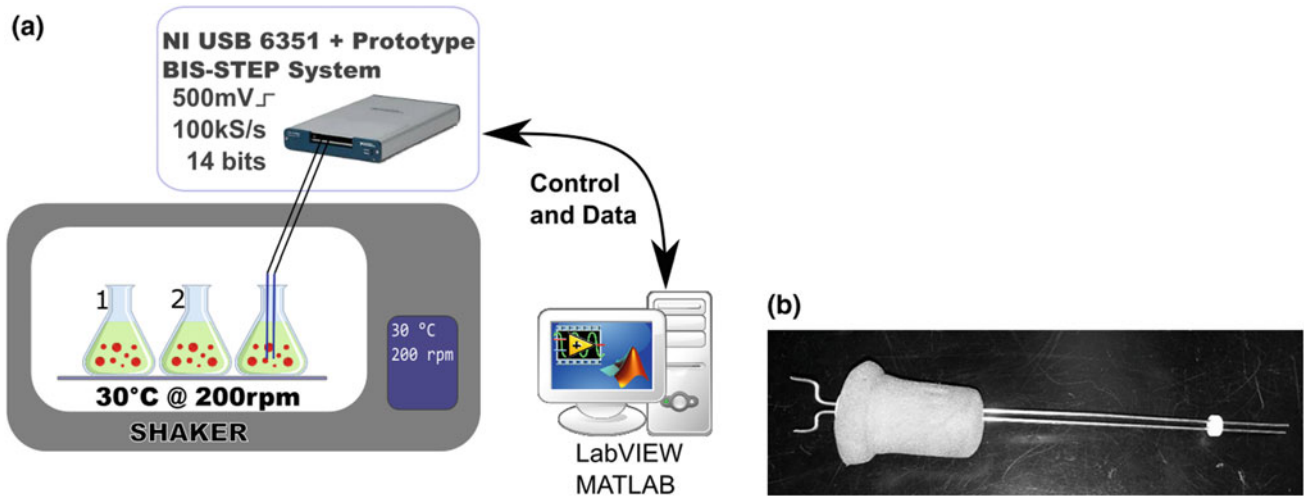 (a)
NI USB 6351 + Prototype
BIS-STEP System
500mV
100kS/s
14 bits
Control
and Data
1
2
30 °C
200 rpm
30°C @ 200rpm
SHAKER
LabVIEW
MATLAB
(b)